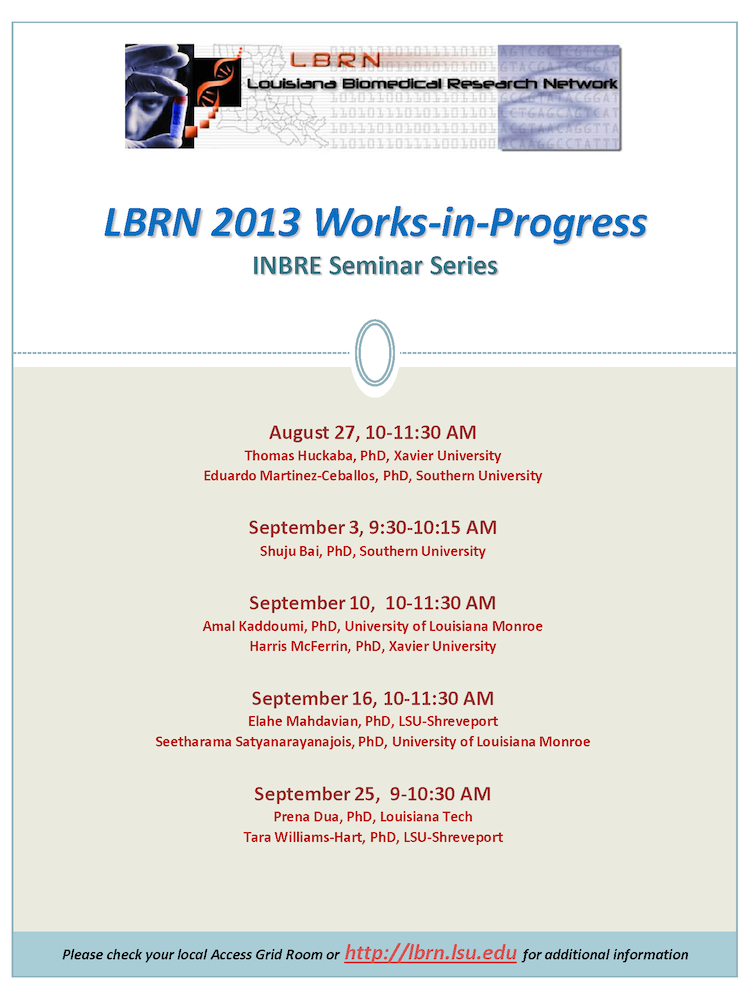 LBRN
Louisiana Biomedical Research Network
LBRN 2013 Works-in-Progress
INBRE Seminar Series
August 27, 10-11:30 AM
Thomas Huckaba, PhD, Xavier University
Eduardo Martinez-Ceballos, PhD, Southern University
September 3, 9:30-10:15 AM
Shuju Bai, PhD, Southern University
September 10,  10-11:30 AM
Amal Kaddoumi, PhD, University of Louisiana Monroe
Harris McFerrin, PhD, Xavier University
September 16, 10-11:30 AM
Elahe Mahdavian, PhD, LSU-Shreveport
Seetharama Satyanarayanajois, PhD, University of Louisiana Monroe
September 25,  9-10:30 AM
Prena Dua, PhD, Louisiana Tech
Tara Williams-Hart, PhD, LSU-Shreveport
Please check your local Access Grid Room or http://lbrn.lsu.edu for additional information